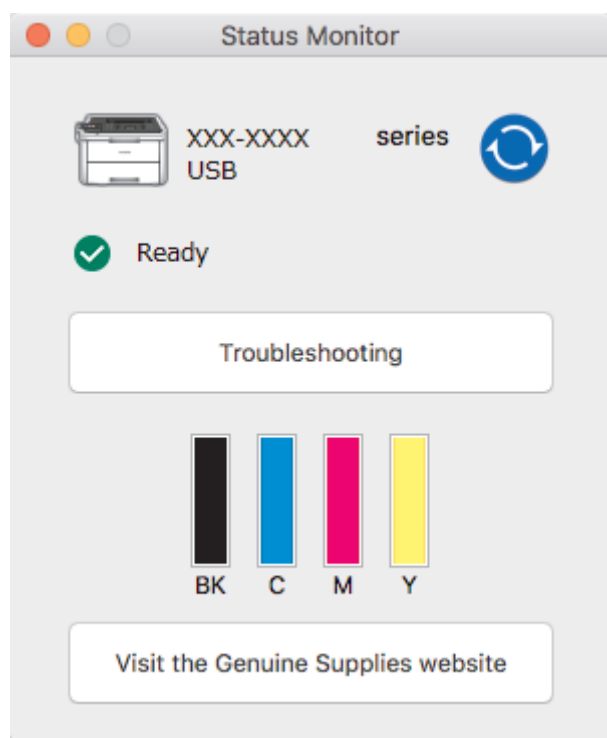 Status Monitor
XXX-XXXX series
USB
Ready
Troubleshooting
BK C M Y
Visit the Genuine Supplies website